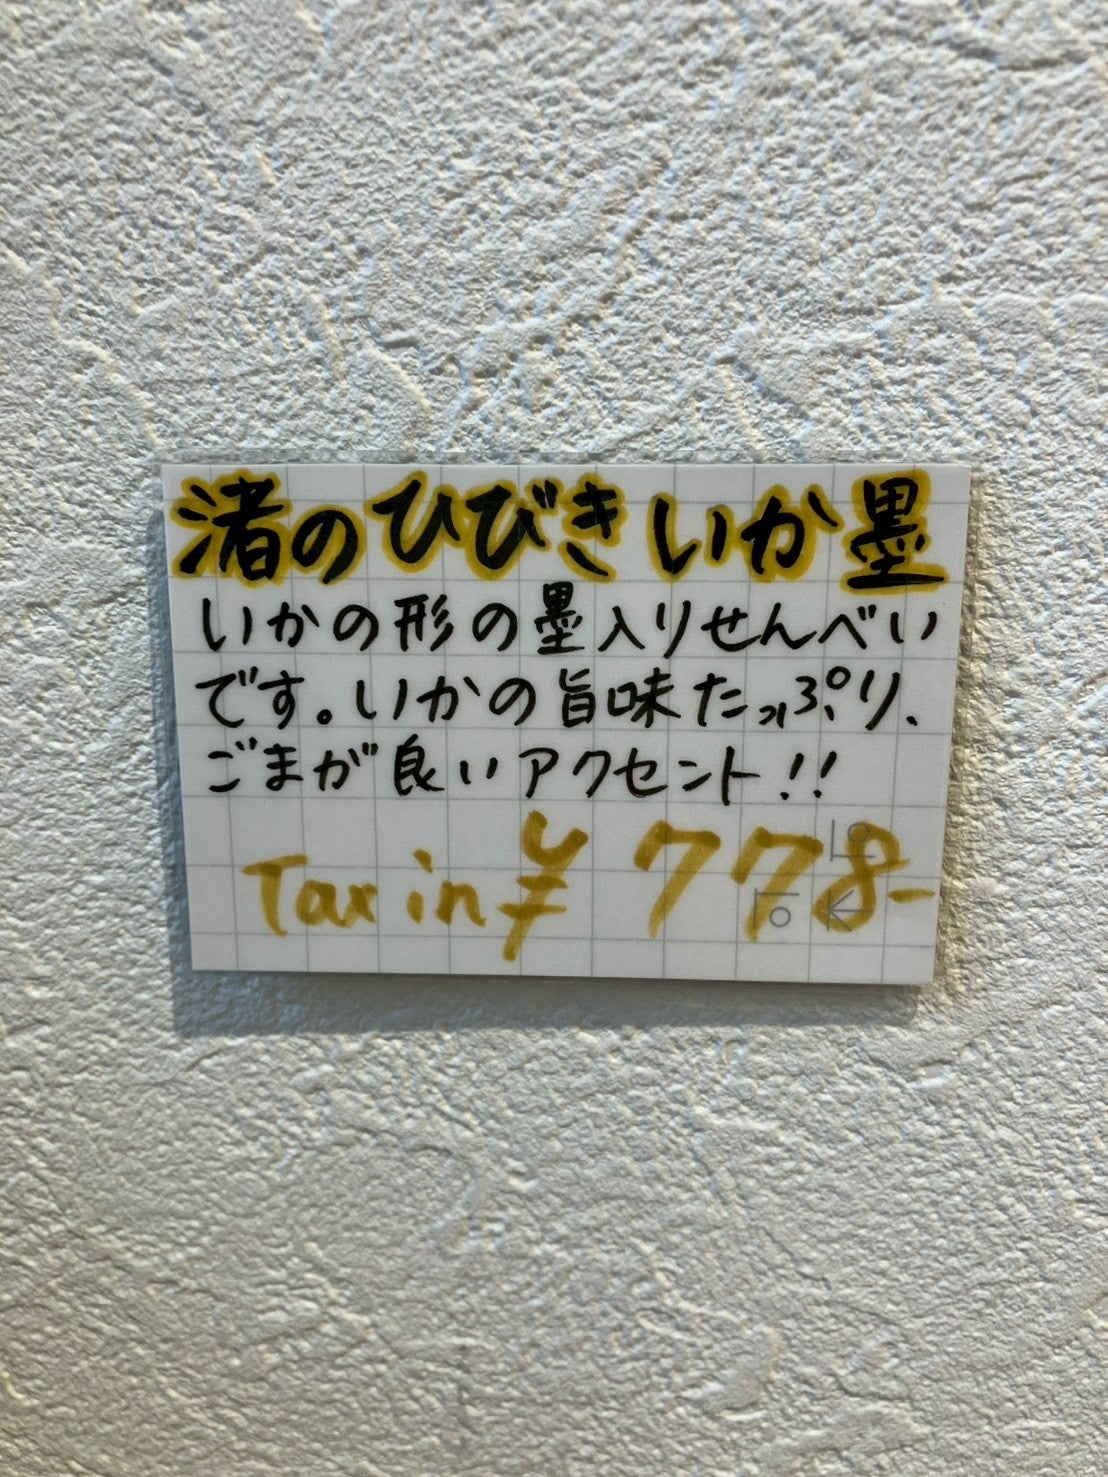 渚のひびきいか墨
いかの形の墨入りせんべい
です。いかの旨味たっぷり、
ごまが良いアクセント!!
Tax in ¥778-